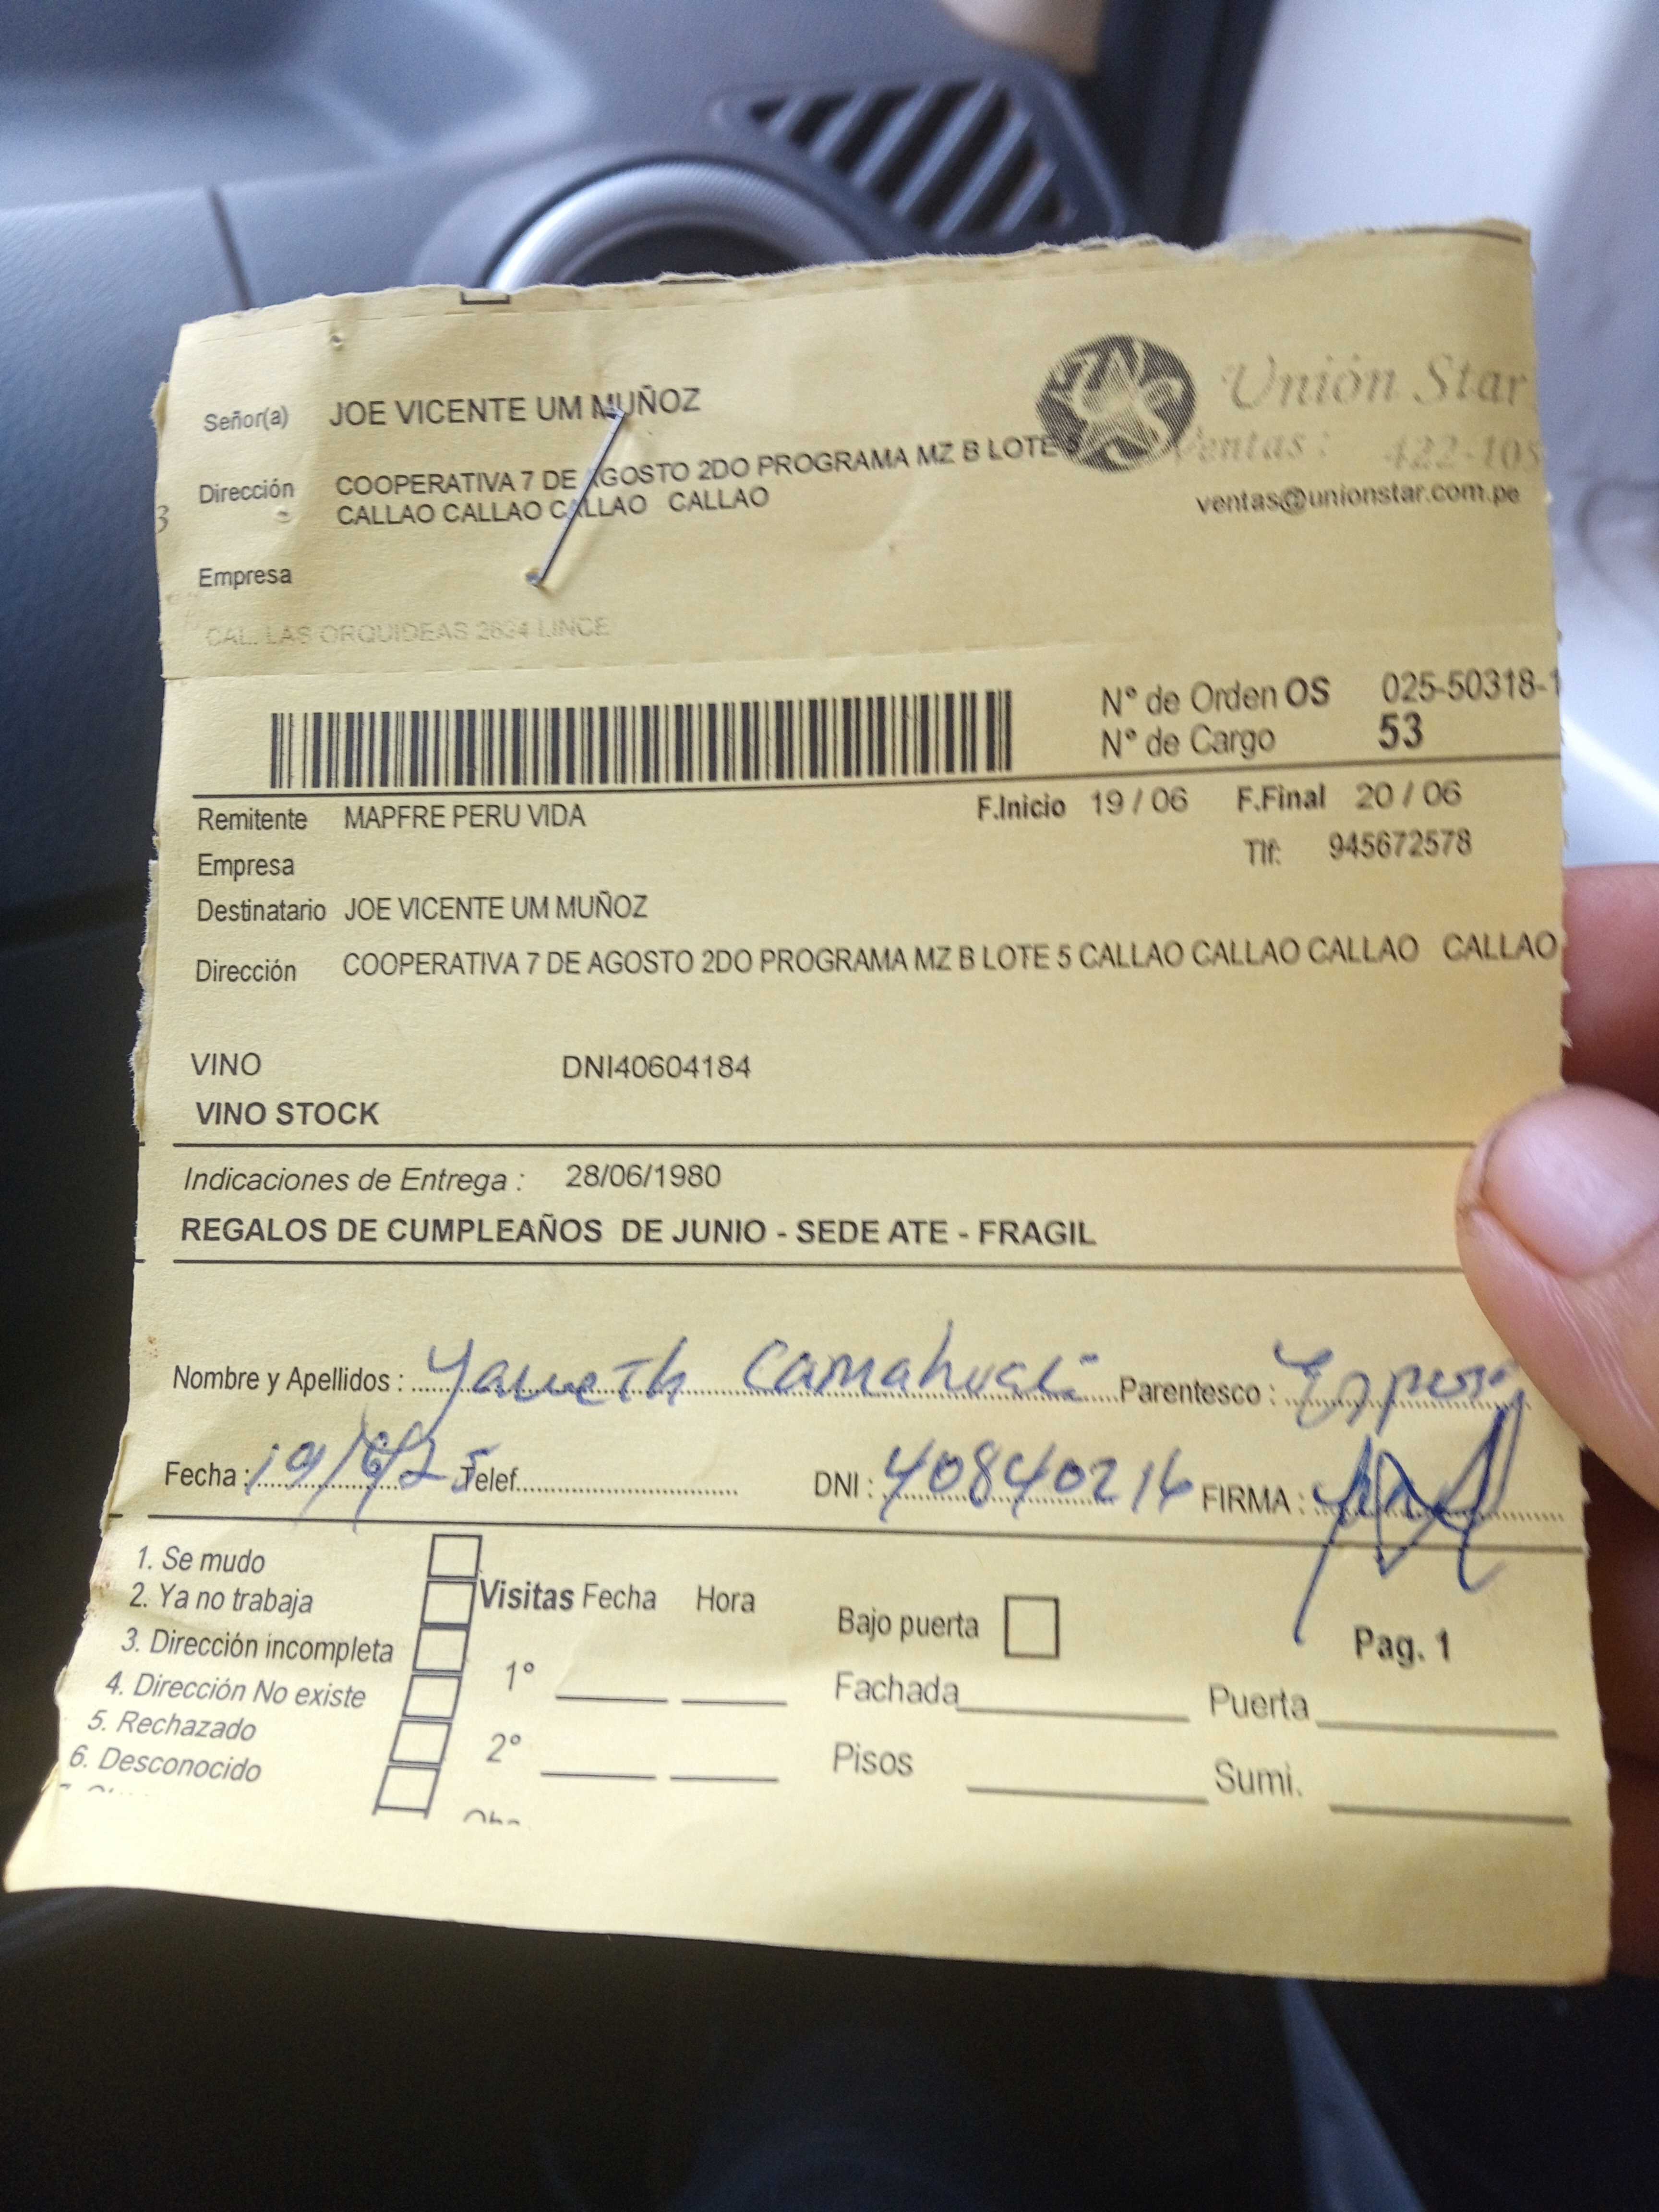 Señor(a) JOE VICENTE UM MUÑOZ
Unión Star
Dirección COOPERATIVA 7 DE AGOSTO 2DO PROGRAMA MZ B LOTE 5
Ventas : 422-105
CALLAO CALLAO CALLAO CALLAO
ventas@unionstar.com.pe
3
Empresa
CAL. LAS ORQUIDEAS 2634 LINCE
N° de Orden OS 025-50318-1
N° de Cargo 53
Remitente MAPFRE PERU VIDA F.Inicio 19 / 06 F.Final 20 / 06
Empresa Tlf: 945672578
Destinatario JOE VICENTE UM MUÑOZ
Dirección COOPERATIVA 7 DE AGOSTO 2DO PROGRAMA MZ B LOTE 5 CALLAO CALLAO CALLAO CALLAO
VINO DNI40604184
VINO STOCK
Indicaciones de Entrega : 28/06/1980
REGALOS DE CUMPLEAÑOS DE JUNIO - SEDE ATE - FRAGIL
Nombre y Apellidos : Yaneth Camahuali Parentesco : Esposa
Fecha : 19/6/25 Telef. DNI : 40840216 FIRMA :
1. Se mudo
2. Ya no trabaja Visitas Fecha Hora Bajo puerta Pag. 1
3. Dirección incompleta
4. Dirección No existe 1° Fachada Puerta
5. Rechazado
6. Desconocido 2° Pisos Sumi.